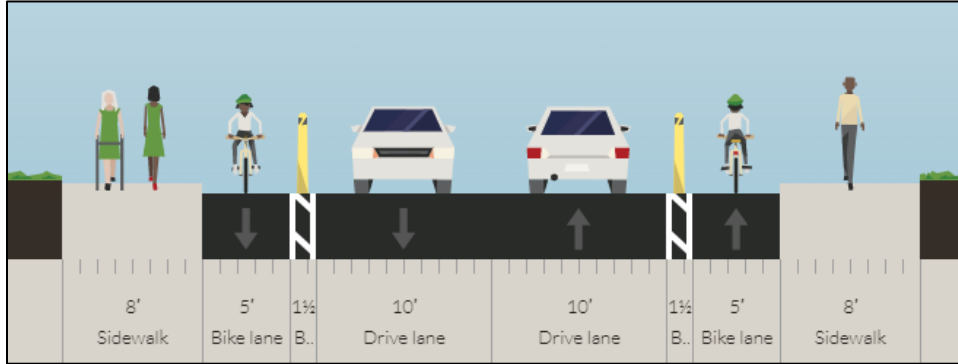 8' 5' 1½ 10' 10' 1½ 5' 8'
Sidewalk Bike lane B.. Drive lane Drive lane B.. Bike lane Sidewalk